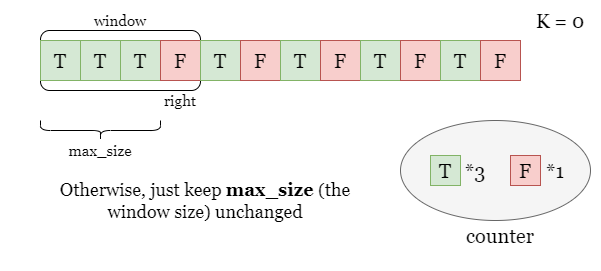 window
K = 0
T T T F T F T F T F T F
right
max_size
T *3 F *1
Otherwise, just keep max_size (the
window size) unchanged
counter